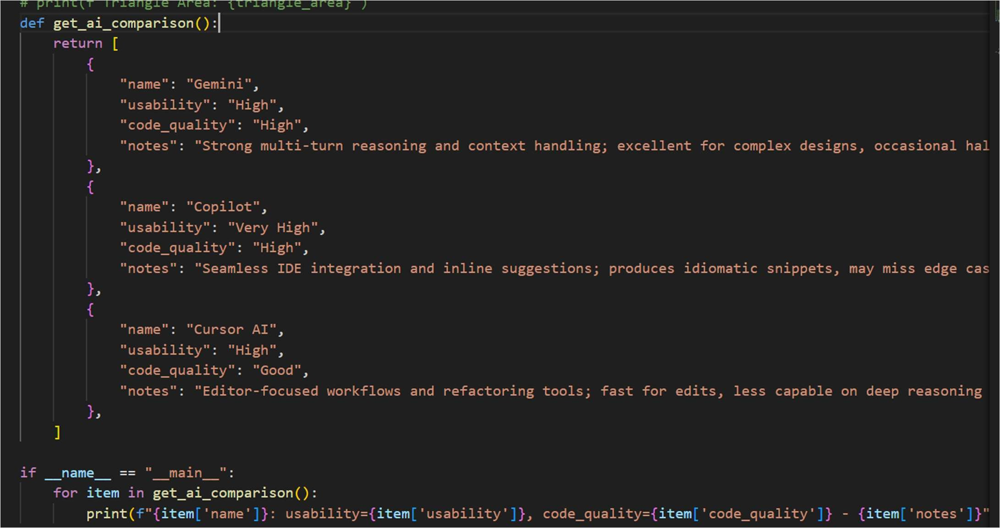 # print(f"Triangle Area: {triangle_area}")
def get_ai_comparison():
    return [
        {
            "name": "Gemini",
            "usability": "High",
            "code_quality": "High",
            "notes": "Strong multi-turn reasoning and context handling; excellent for complex designs, occasional hal
        },
        {
            "name": "Copilot",
            "usability": "Very High",
            "code_quality": "High",
            "notes": "Seamless IDE integration and inline suggestions; produces idiomatic snippets, may miss edge cas
        },
        {
            "name": "Cursor AI",
            "usability": "High",
            "code_quality": "Good",
            "notes": "Editor-focused workflows and refactoring tools; fast for edits, less capable on deep reasoning
        },
    ]
if __name__ == "__main__":
    for item in get_ai_comparison():
        print(f"{item['name']}: usability={item['usability']}, code_quality={item['code_quality']} - {item['notes']}"